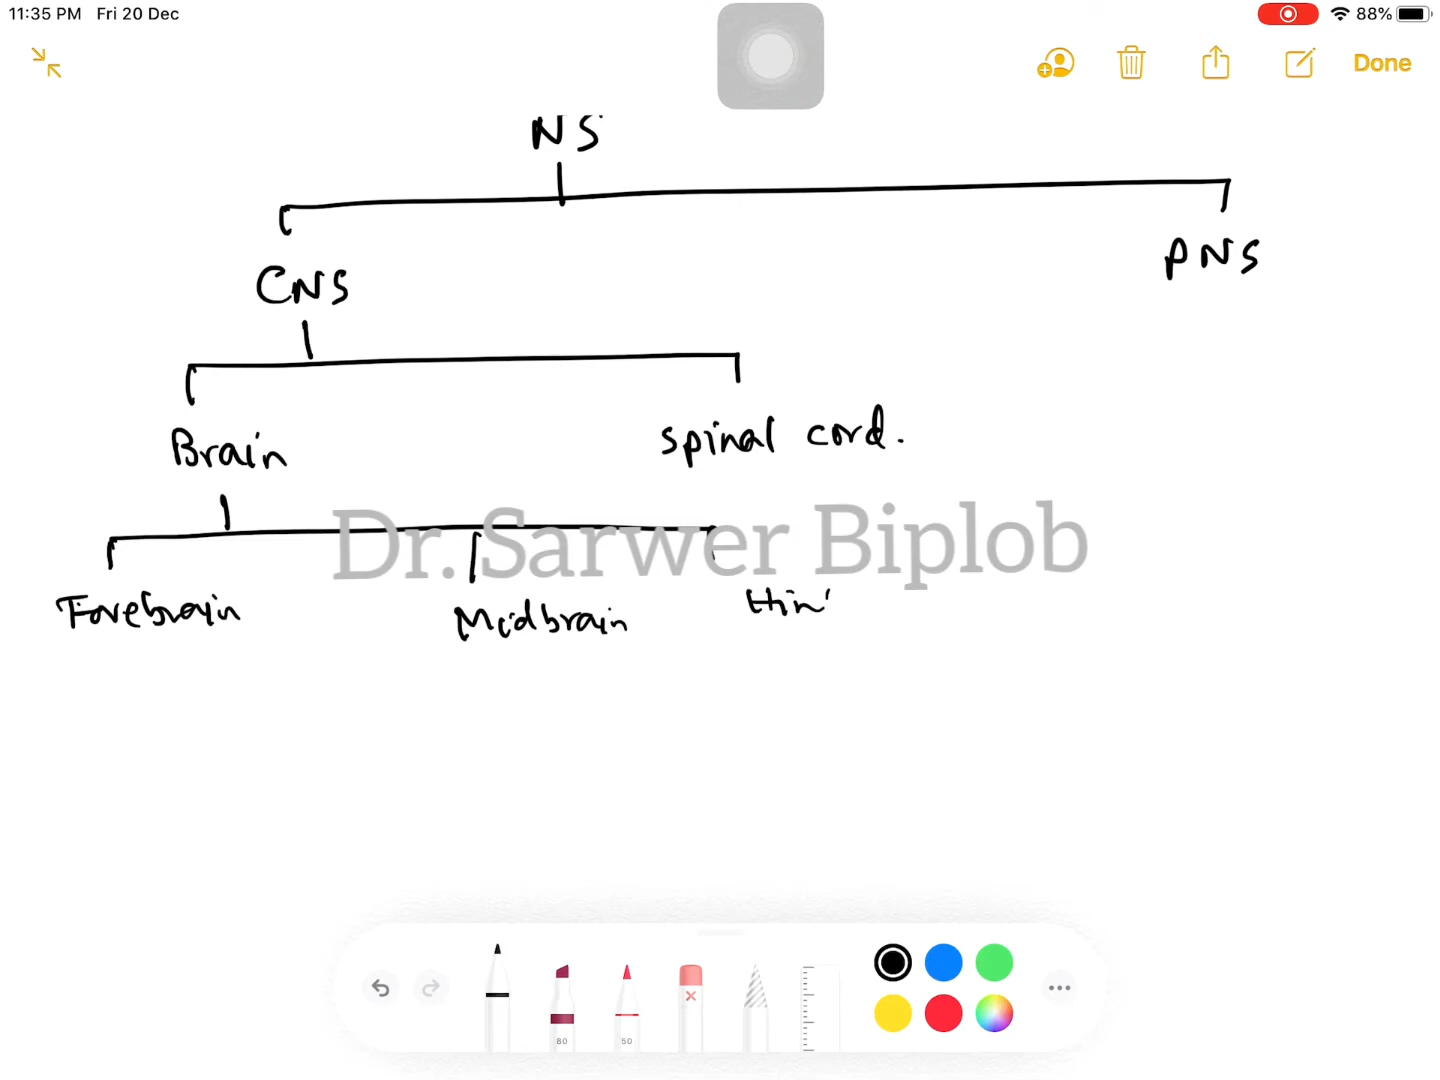 11:35 PM Fri 20 Dec 88%
Done
NS
CNS PNS
Brain spinal cord.
Dr. Sarwer Biplob
Forebrain Midbrain Hin
80 50